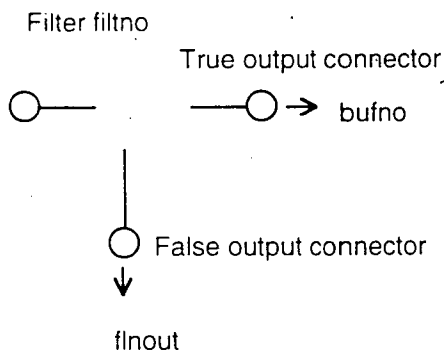 Filter filtno
True output connector
bufno
False output connector
flnout